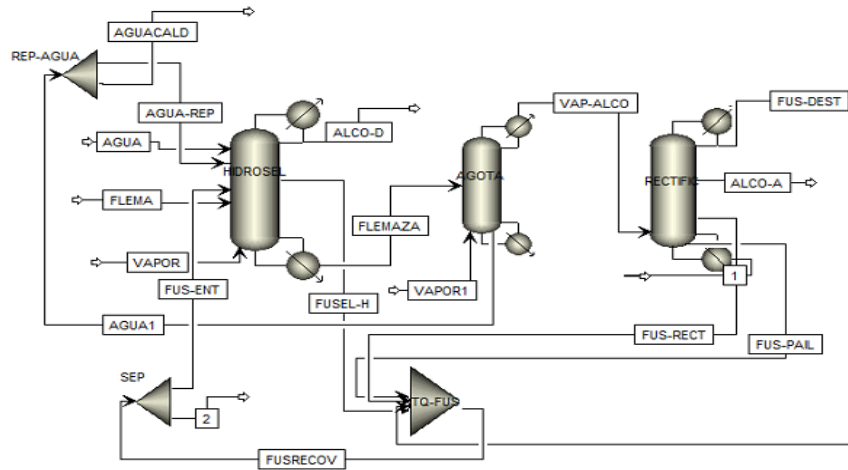 AGUACALD
REP-AGUA
AGUA-REP
VAP-ALCO
FUS-DEST
AGUA
ALCO-D
HIDROSEL
AGOTA
RECTIFIC
ALCO-A
FLEMA
FLEMAZA
VAPOR
FUS-ENT
FUSEL-H
VAPOR1
1
AGUA1
FUS-RECT
FUS-PAIL
SEP
2
TQ-FUS
FUSRECOV